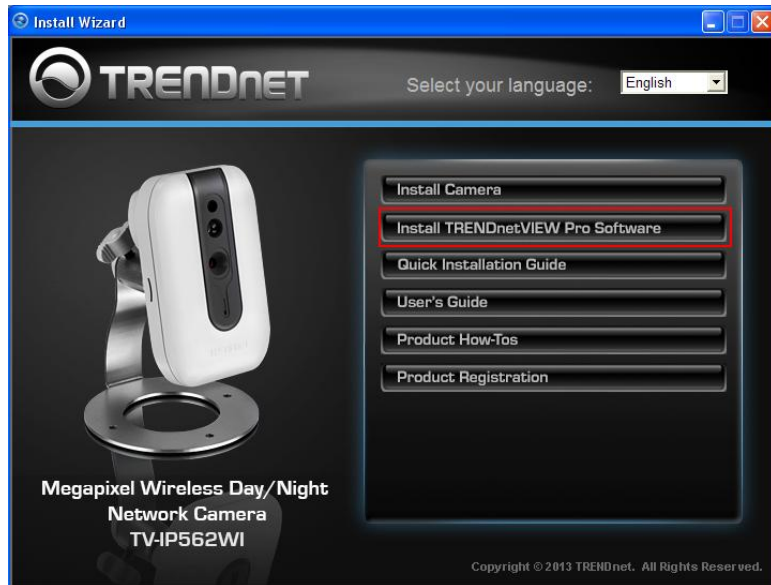 Install Wizard
TRENDnET
Select your language:
English
Install Camera
Install TRENDnetVIEW Pro Software
Quick Installation Guide
User's Guide
Product How-Tos
Product Registration
Megapixel Wireless Day/Night
Network Camera
TV-IP562WI
Copyright © 2013 TRENDnet. All Rights Reserved.